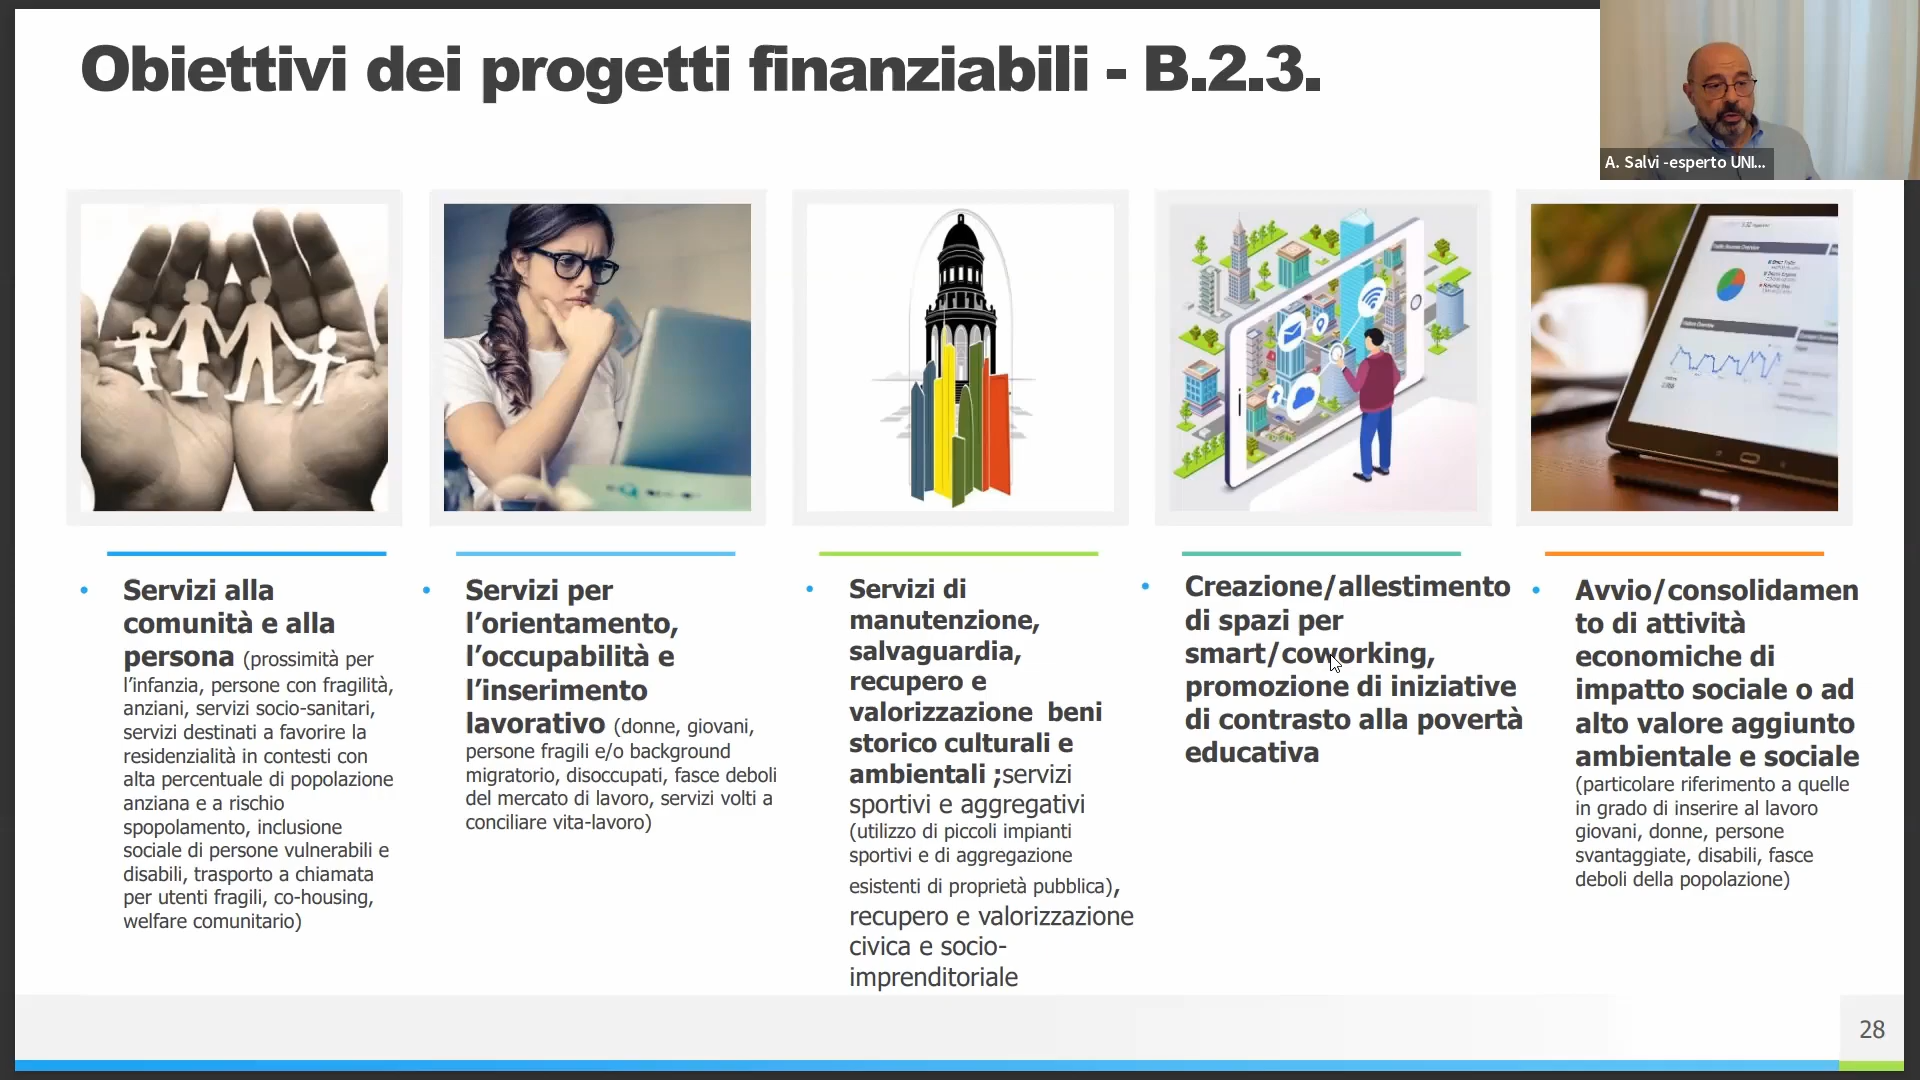 Obiettivi dei progetti finanziabili - B.2.3.
A. Salvi -esperto UNI...
• Servizi alla
comunità e alla
persona (prossimità per
l’infanzia, persone con fragilità,
anziani, servizi socio-sanitari,
servizi destinati a favorire la
residenzialità in contesti con
alta percentuale di popolazione
anziana e a rischio
spopolamento, inclusione
sociale di persone vulnerabili e
disabili, trasporto a chiamata
per utenti fragili, co-housing,
welfare comunitario)
• Servizi per
l’orientamento,
l’occupabilità e
l’inserimento
lavorativo (donne, giovani,
persone fragili e/o background
migratorio, disoccupati, fasce deboli
del mercato di lavoro, servizi volti a
conciliare vita-lavoro)
• Servizi di
manutenzione,
salvaguardia,
recupero e
valorizzazione  beni
storico culturali e
ambientali ;servizi
sportivi e aggregativi
(utilizzo di piccoli impianti
sportivi e di aggregazione
esistenti di proprietà pubblica),
recupero e valorizzazione
civica e socio-
imprenditoriale
• Creazione/allestimento
di spazi per
smart/coworking,
promozione di iniziative
di contrasto alla povertà
educativa
• Avvio/consolidamen
to di attività
economiche di
impatto sociale o ad
alto valore aggiunto
ambientale e sociale
(particolare riferimento a quelle
in grado di inserire al lavoro
giovani, donne, persone
svantaggiate, disabili, fasce
deboli della popolazione)
28